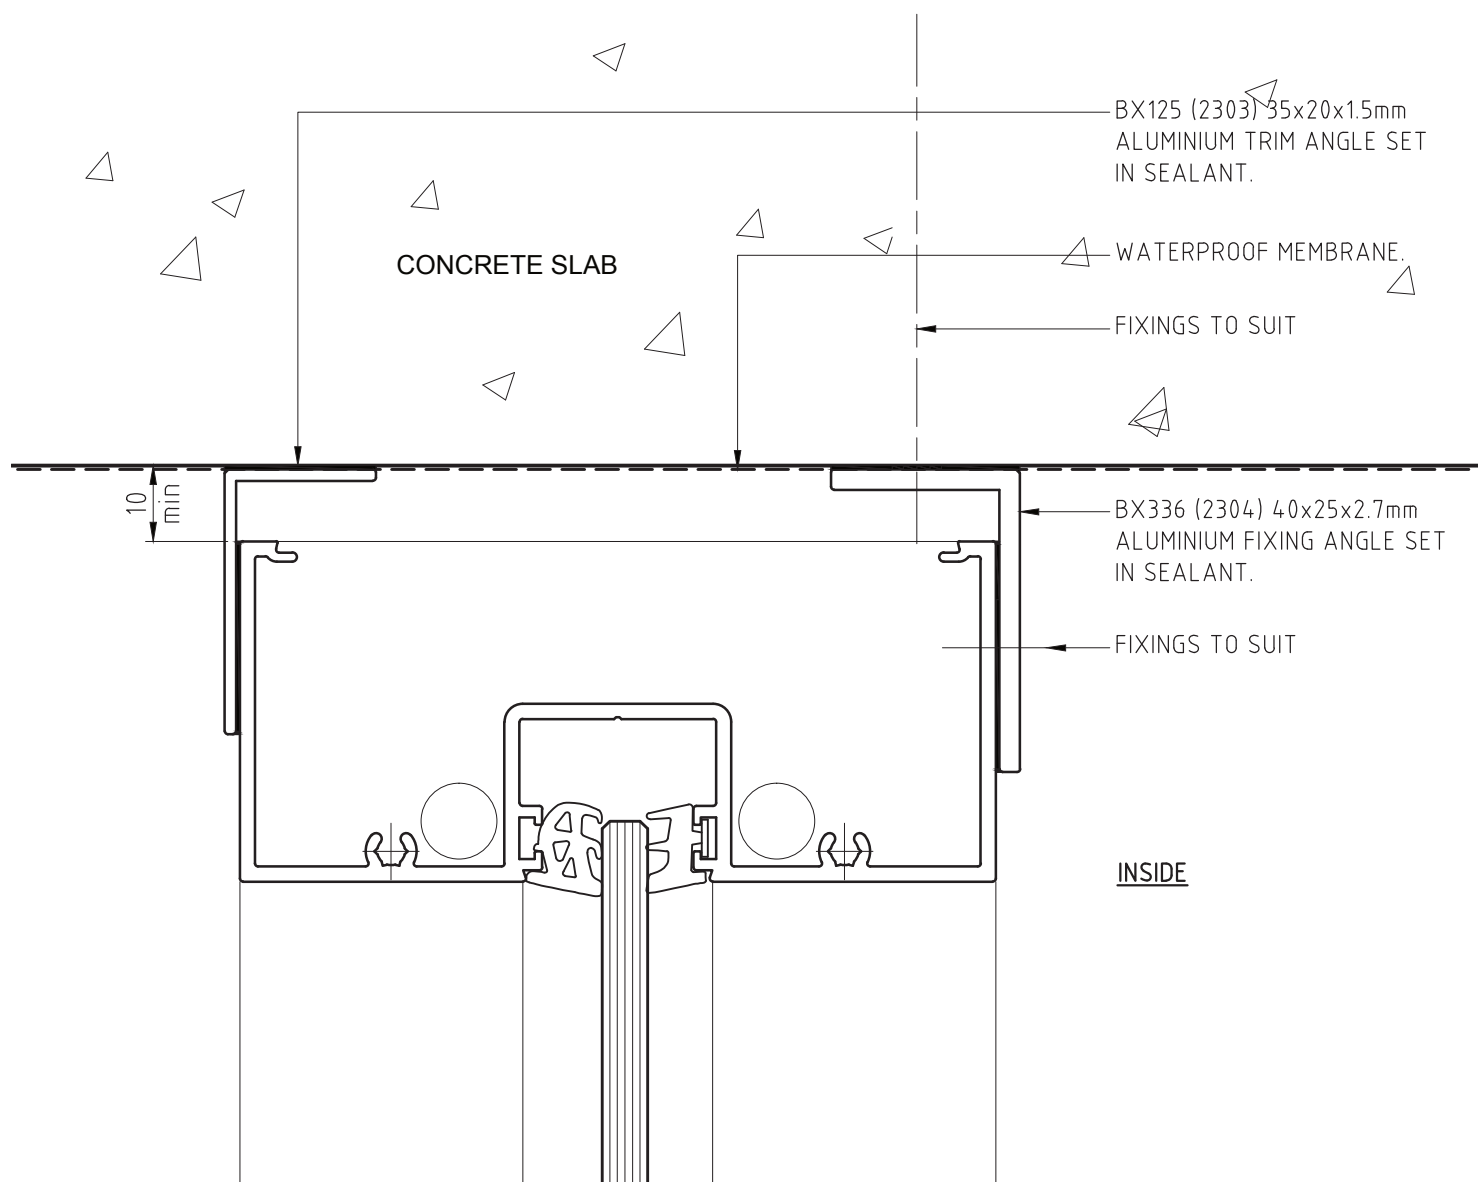 BX125 (2303) 35x20x1.5mm
ALUMINIUM TRIM ANGLE SET
IN SEALANT.
CONCRETE SLAB
WATERPROOF MEMBRANE.
FIXINGS TO SUIT
10
min
BX336 (2304) 40x25x2.7mm
ALUMINIUM FIXING ANGLE SET
IN SEALANT.
FIXINGS TO SUIT
INSIDE